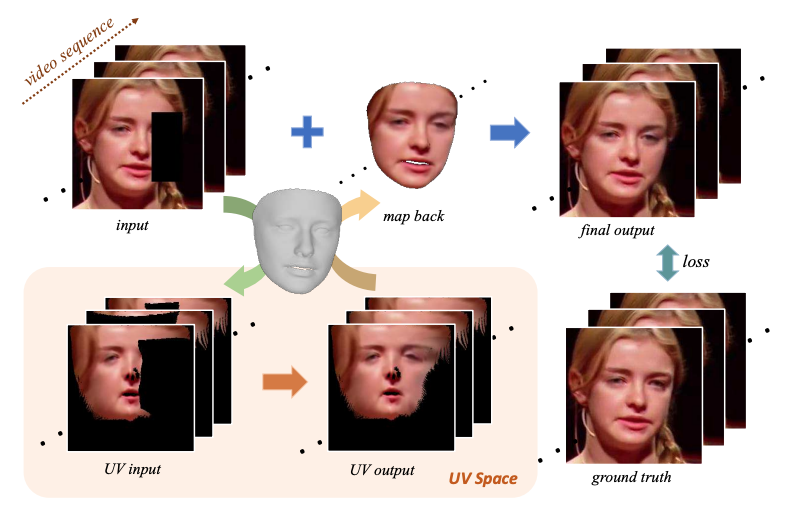 video sequence
input
map back
final output
loss
UV input
UV output
UV Space
ground truth